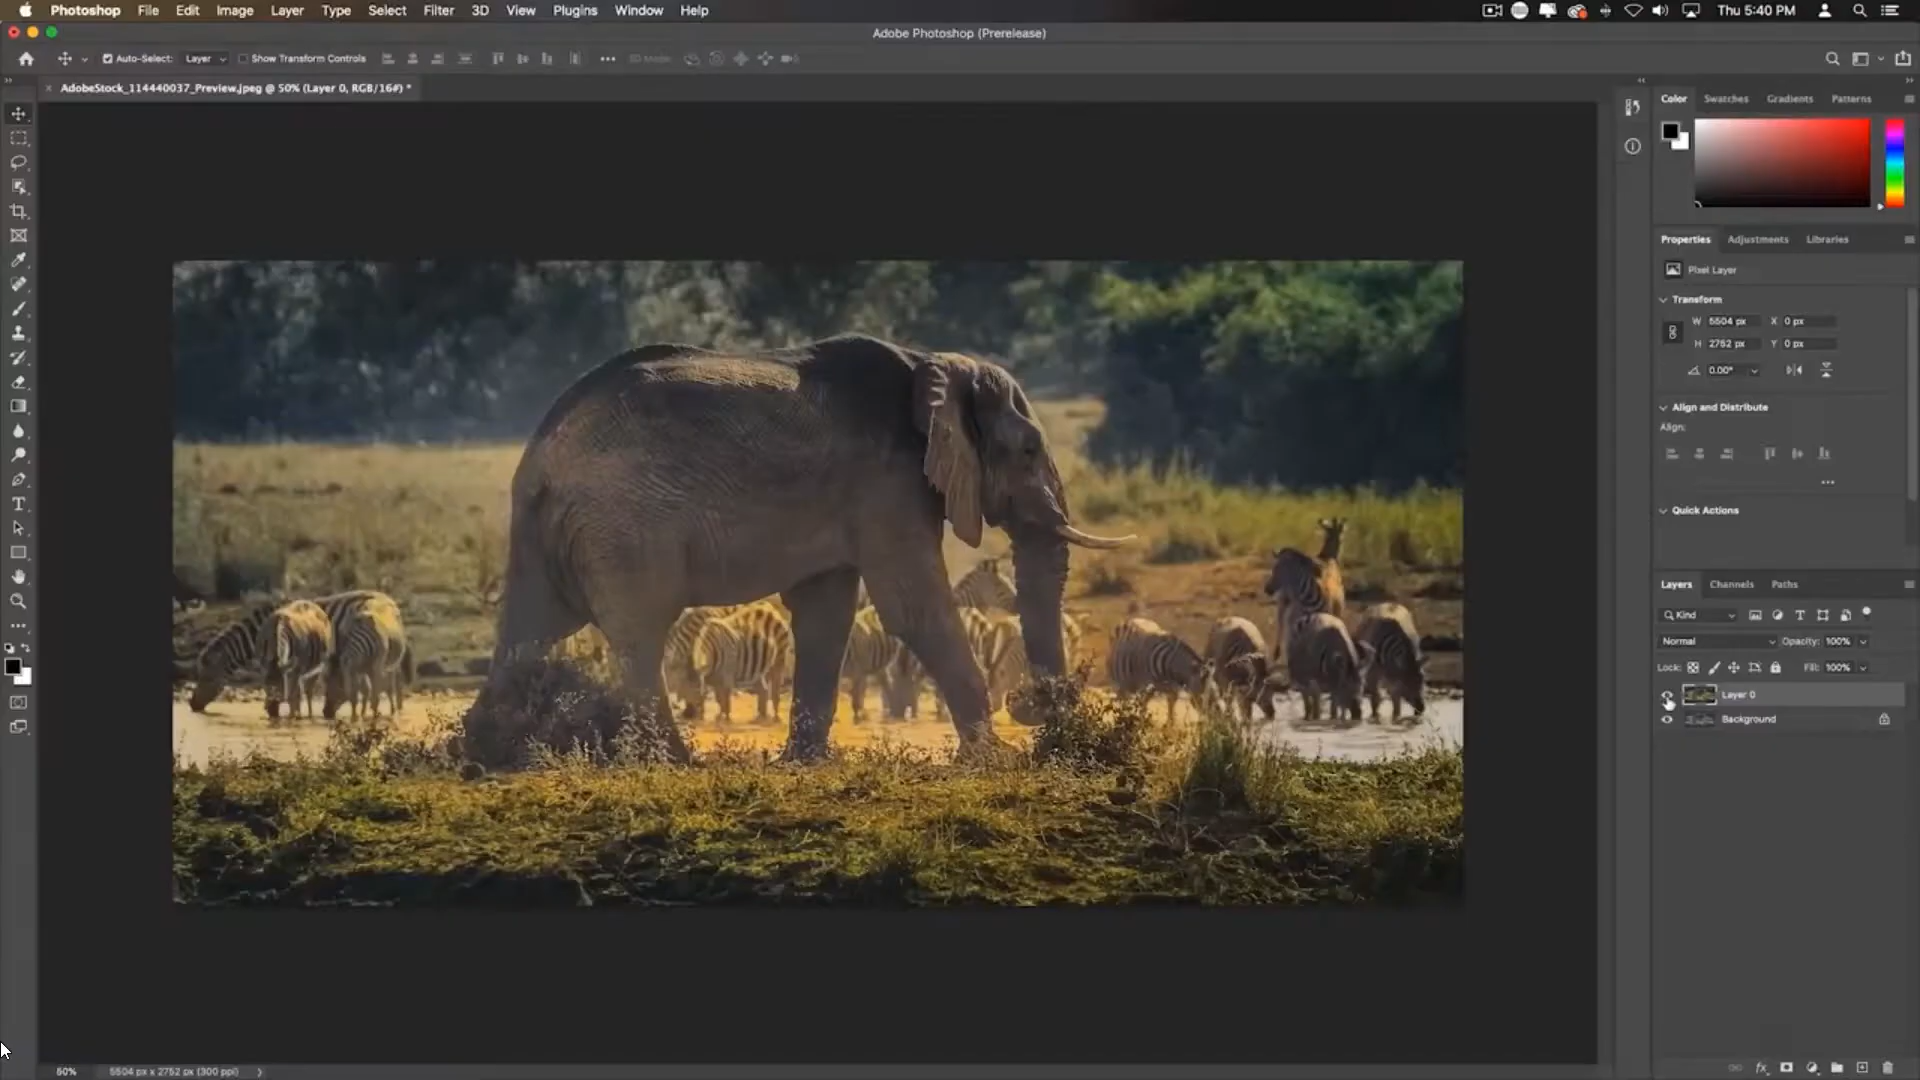 Photoshop File Edit Image Layer Type Select Filter 3D View Plugins Window Help Thu 5:40 PM
Adobe Photoshop (Prerelease)
Auto-Select: Layer Show Transform Controls 3D Mode:
AdobeStock_114440037_Preview.jpeg @ 50% (Layer 0, RGB/16#) *
Color Swatches Gradients Patterns
Properties Adjustments Libraries
Pixel Layer
Transform
W 5504 px X 0 px
H 2752 px Y 0 px
0.00°
Align and Distribute
Align:
Quick Actions
Layers Channels Paths
Kind
Normal Opacity: 100%
Lock: Fill: 100%
Layer 0
Background
50% 5504 px x 2752 px (300 ppi)